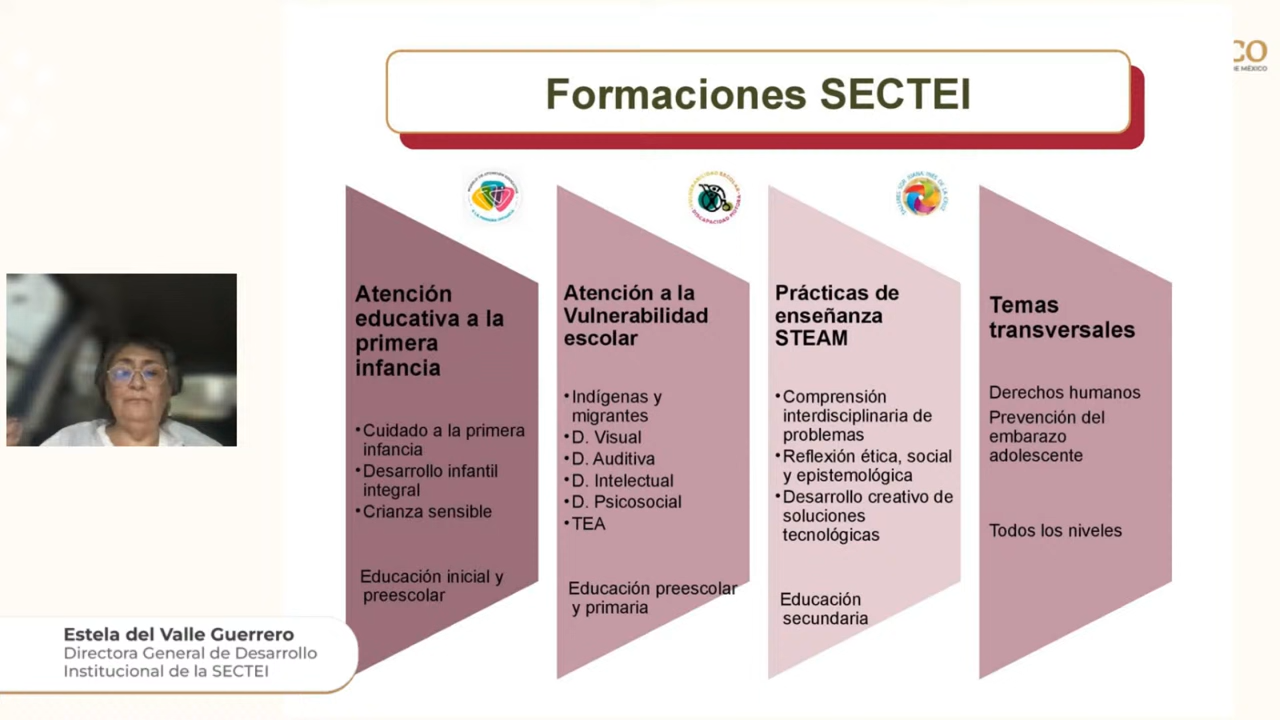 Formaciones SECTEI
CO
DE MÉXICO
Atención
educativa a la
primera
infancia
•Cuidado a la primera
infancia
•Desarrollo infantil
integral
•Crianza sensible
Educación inicial y
preescolar
Atención a la
Vulnerabilidad
escolar
•Indígenas y
migrantes
•D. Visual
•D. Auditiva
•D. Intelectual
•D. Psicosocial
•TEA
Educación preescolar
y primaria
Prácticas de
enseñanza
STEAM
•Comprensión
interdisciplinaria de
problemas
•Reflexión ética, social
y epistemológica
•Desarrollo creativo de
soluciones
tecnológicas
Educación
secundaria
Temas
transversales
Derechos humanos
Prevención del
embarazo
adolescente
Todos los niveles
Estela del Valle Guerrero
Directora General de Desarrollo
Institucional de la SECTEI